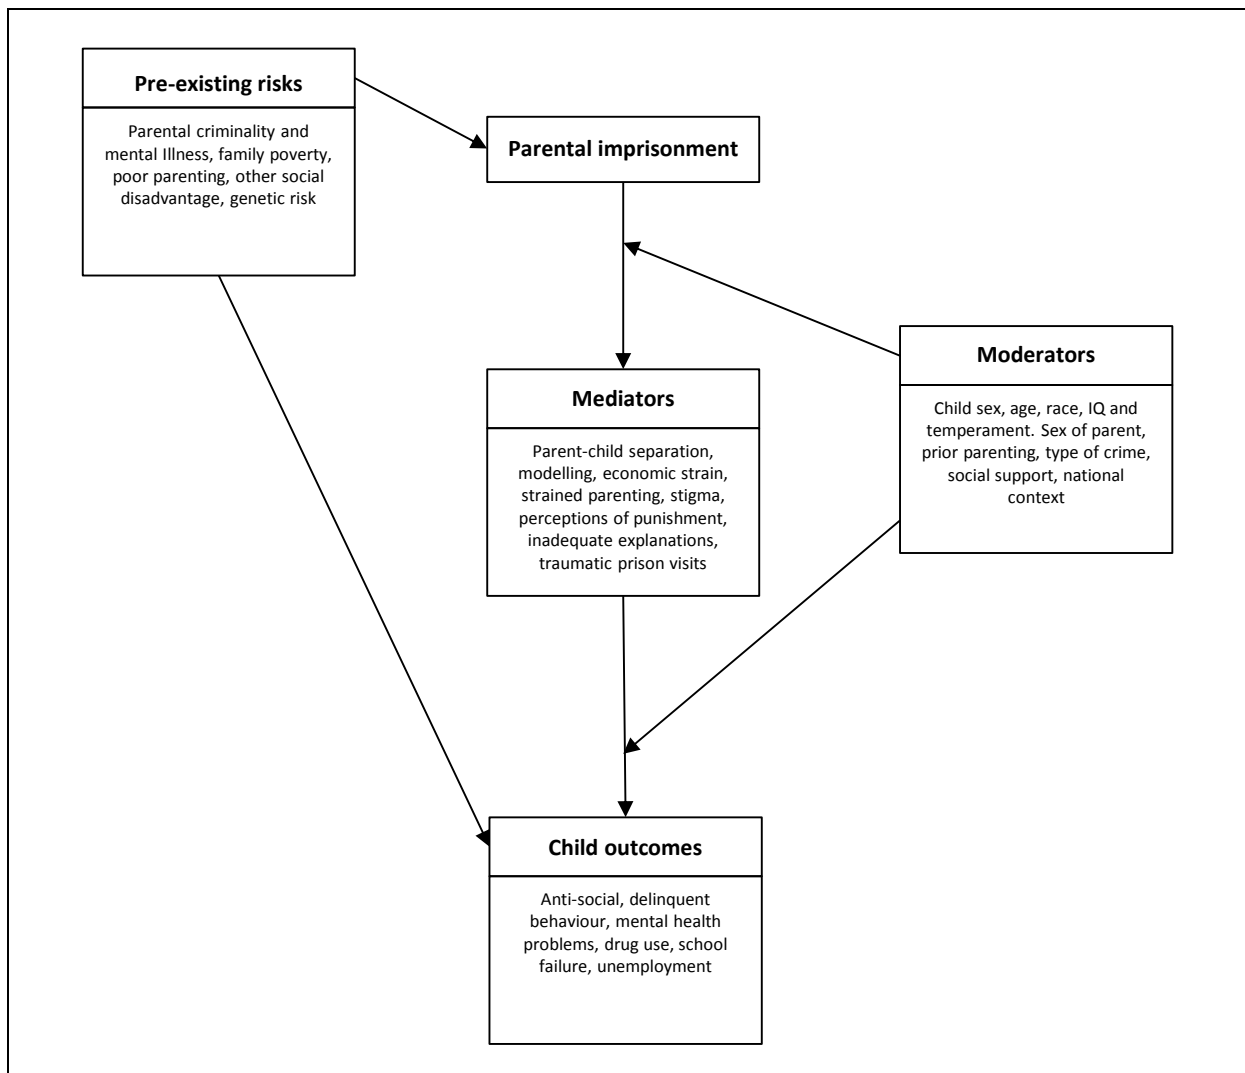 Pre-existing risks
Parental criminality and
mental Illness, family poverty,
poor parenting, other social
disadvantage, genetic risk
Parental imprisonment
Mediators
Parent-child separation,
modelling, economic strain,
strained parenting, stigma,
perceptions of punishment,
inadequate explanations,
traumatic prison visits
Moderators
Child sex, age, race, IQ and
temperament. Sex of parent,
prior parenting, type of crime,
social support, national
context
Child outcomes
Anti-social, delinquent
behaviour, mental health
problems, drug use, school
failure, unemployment